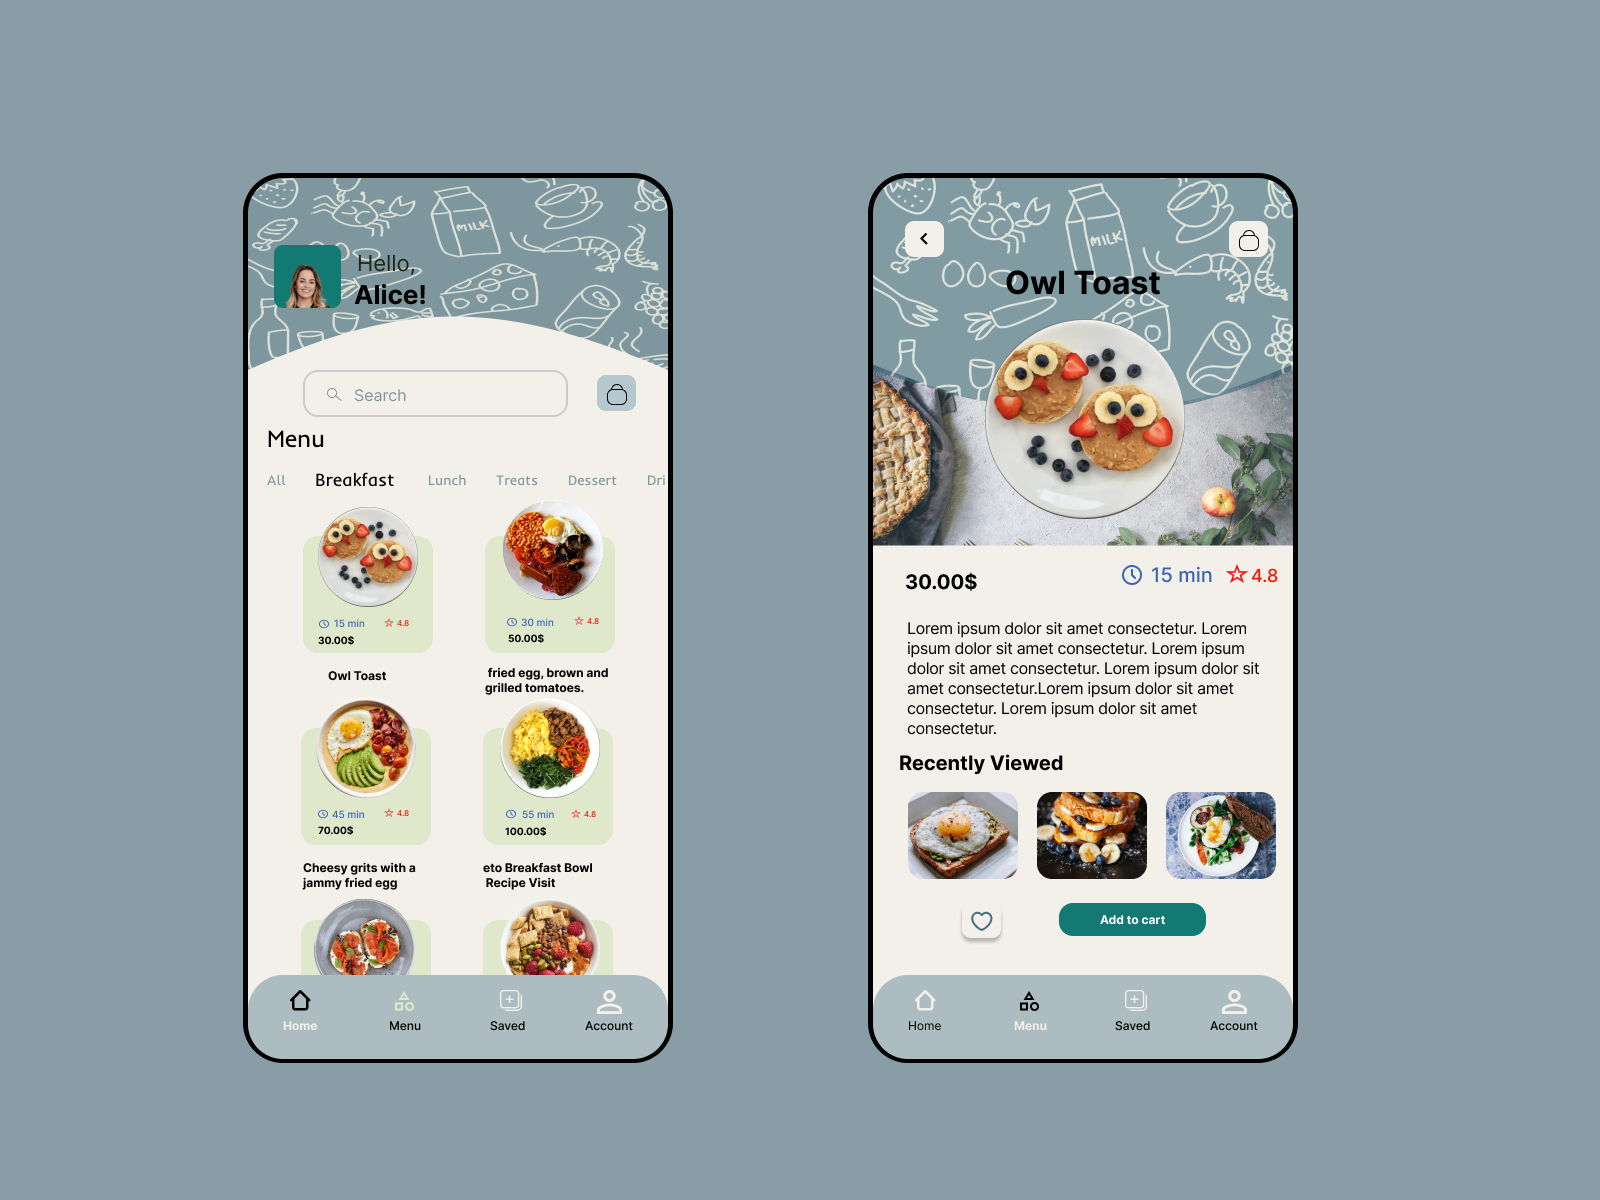 MILK
Hello,
Alice!
Search
Menu
All Breakfast Lunch Treats Dessert Dri
15 min 4.8
30.00$
30 min 4.8
50.00$
Owl Toast
fried egg, brown and
grilled tomatoes.
45 min 4.8
70.00$
55 min 4.8
100.00$
Cheesy grits with a
jammy fried egg
eto Breakfast Bowl
Recipe Visit
Home Menu Saved Account
MILK
Owl Toast
30.00$ 15 min 4.8
Lorem ipsum dolor sit amet consectetur. Lorem
ipsum dolor sit amet consectetur. Lorem ipsum
dolor sit amet consectetur. Lorem ipsum dolor sit
amet consectetur.Lorem ipsum dolor sit amet
consectetur. Lorem ipsum dolor sit amet
consectetur.
Recently Viewed
Add to cart
Home Menu Saved Account